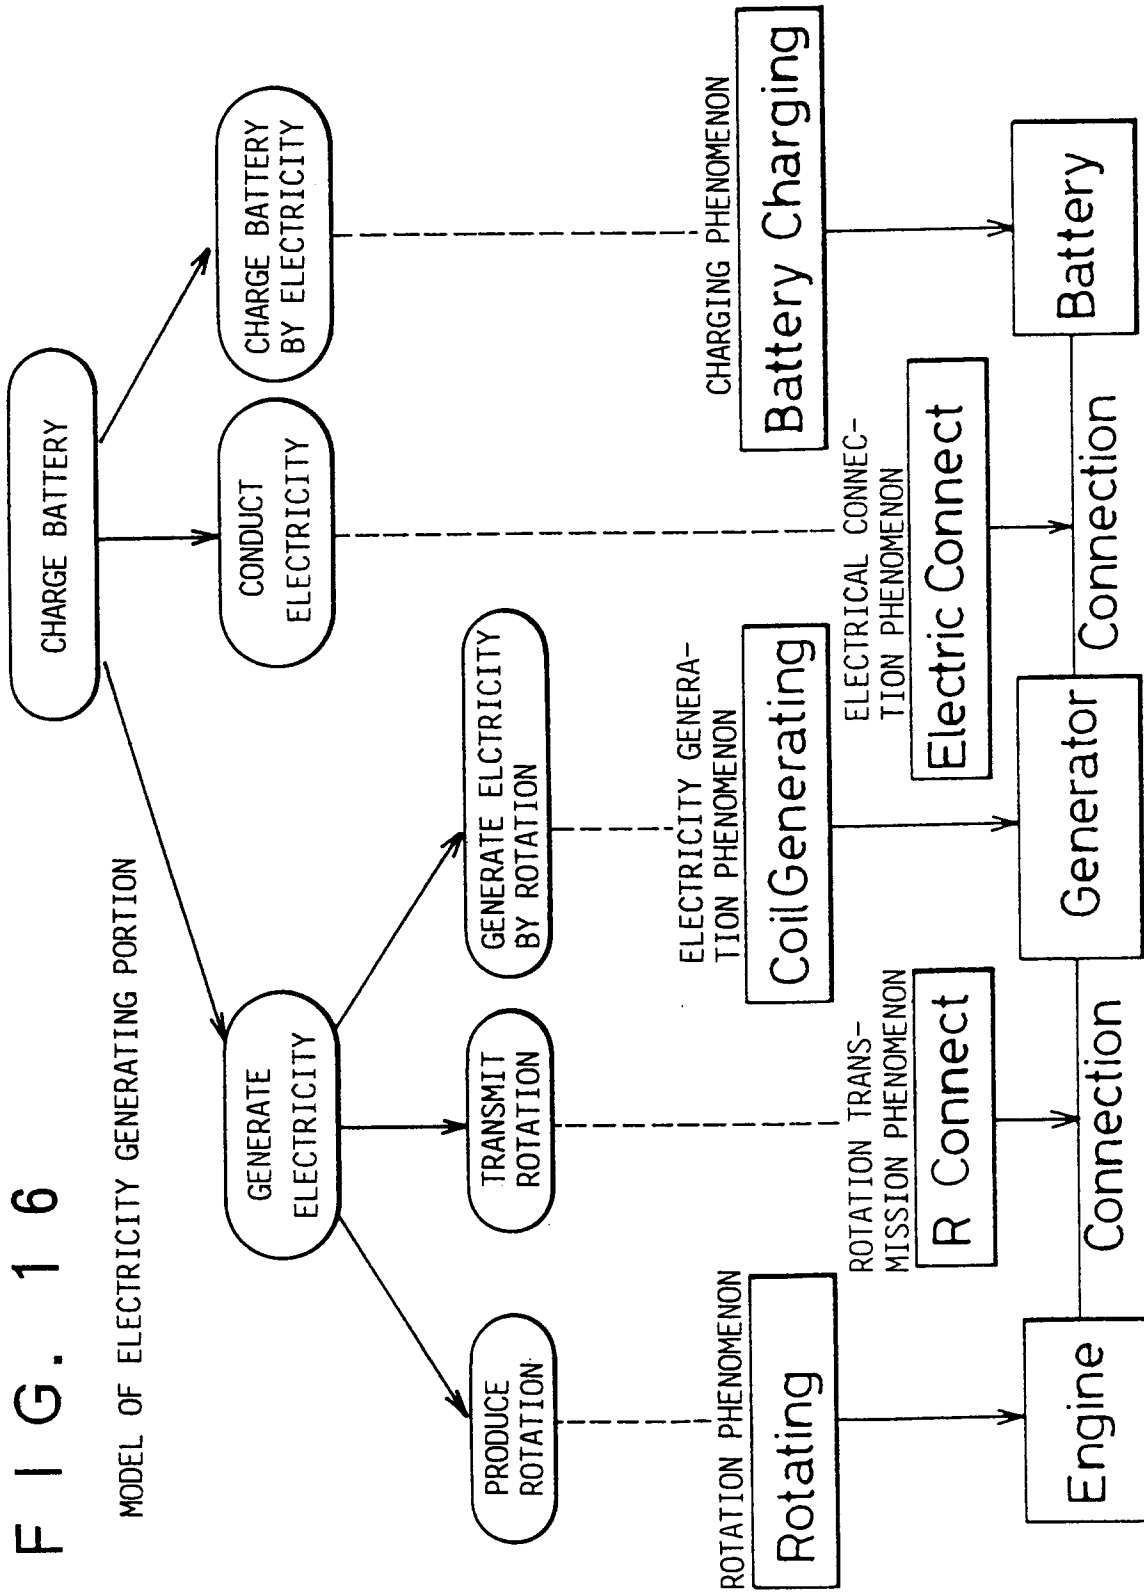 FIG. 16
MODEL OF ELECTRICITY GENERATING PORTION
CHARGE BATTERY
GENERATE
ELECTRICITY
CONDUCT
ELECTRICITY
CHARGE BATTERY
BY ELECTRICITY
PRODUCE
ROTATION
TRANSMIT
ROTATION
GENERATE ELCTRICITY
BY ROTATION
ROTATION PHENOMENON
Rotating
ROTATION TRANS-
MISSION PHENOMENON
R Connect
ELECTRICITY GENERA-
TION PHENOMENON
CoilGenerating
ELECTRICAL CONNEC-
TION PHENOMENON
Electric Connect
CHARGING PHENOMENON
Battery Charging
Engine
Connection
Generator
Connection
Battery